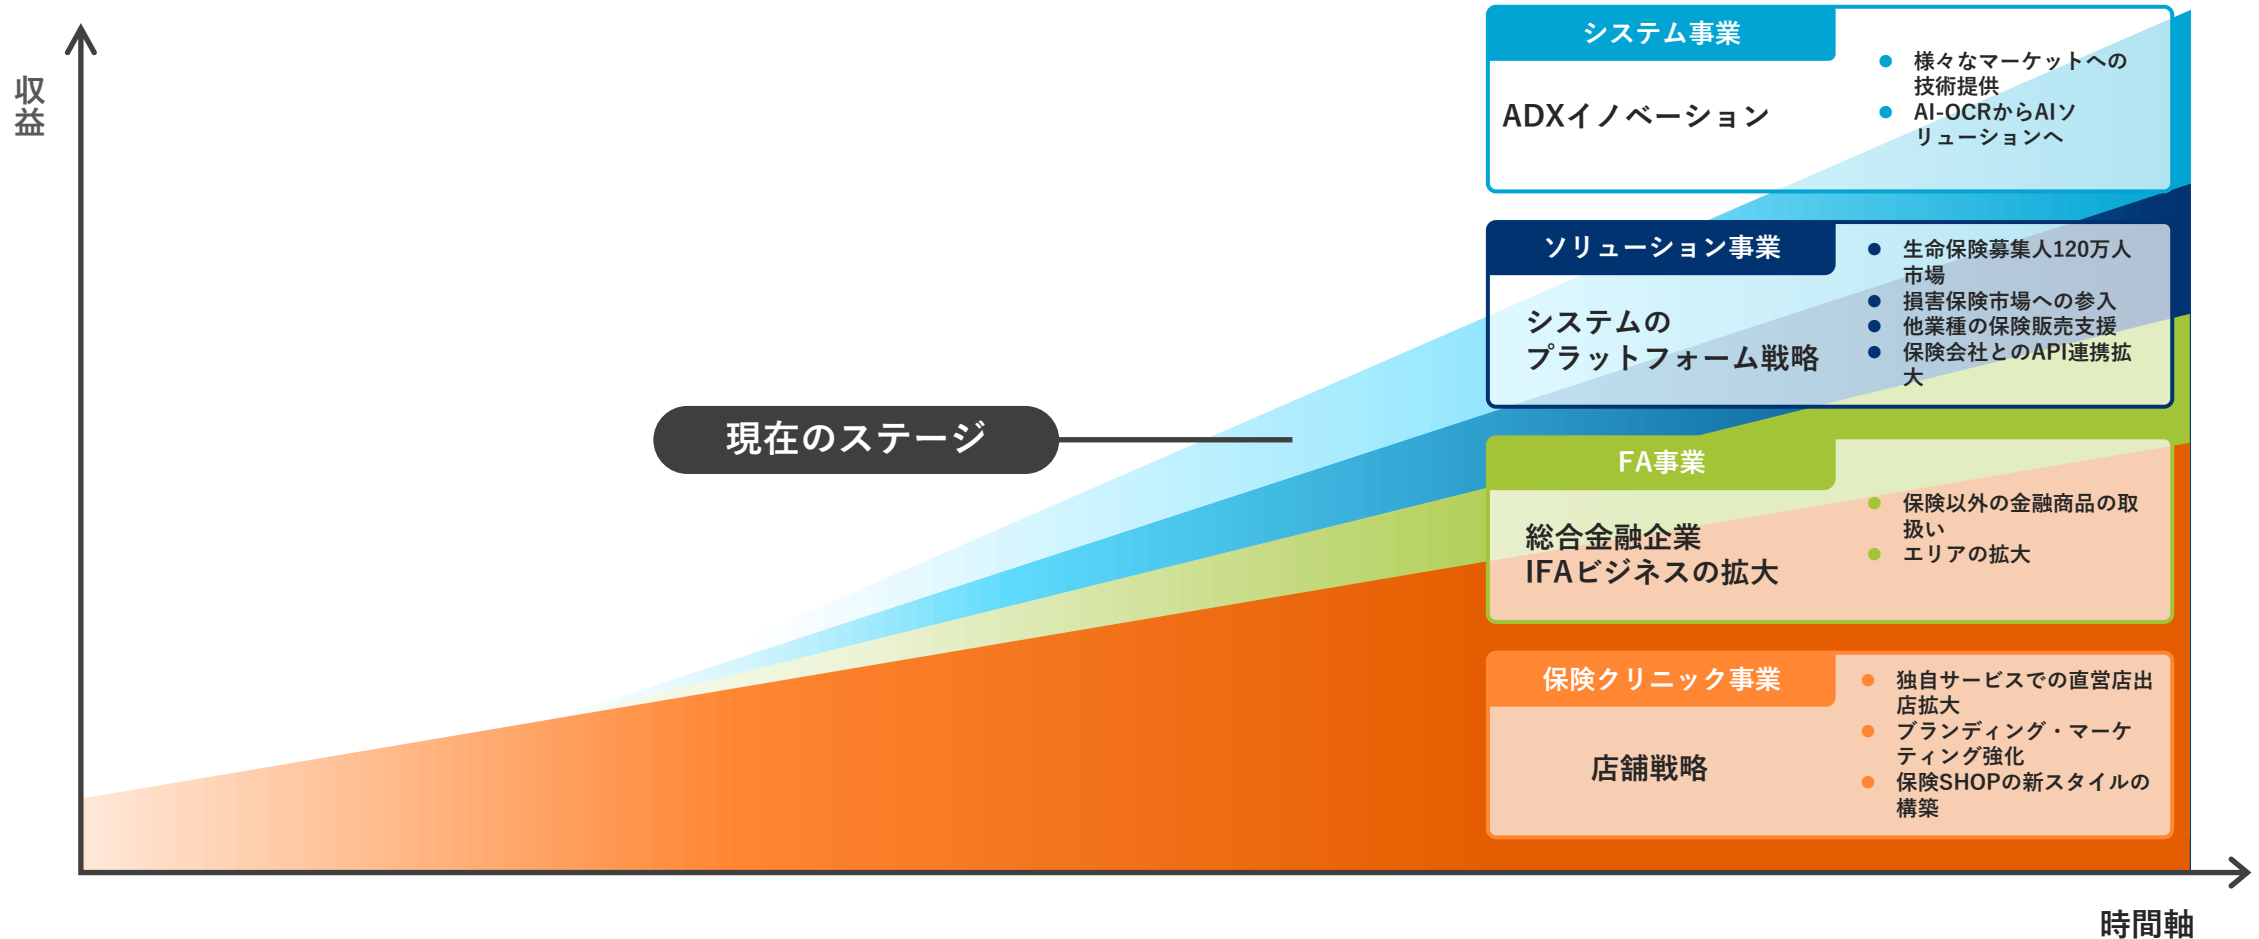 収益
システム事業
ADXイノベーション
● 様々なマーケットへの
技術提供
● AI-OCRからAIソ
リューションへ
ソリューション事業
システムの
プラットフォーム戦略
● 生命保険募集人120万人
市場
● 損害保険市場への参入
● 他業種の保険販売支援
● 保険会社とのAPI連携拡
大
現在のステージ
FA事業
総合金融企業
IFAビジネスの拡大
● 保険以外の金融商品の取
扱い
● エリアの拡大
保険クリニック事業
店舗戦略
● 独自サービスでの直営店出
店拡大
● ブランディング・マーケ
ティング強化
● 保険SHOPの新スタイルの
構築
時間軸